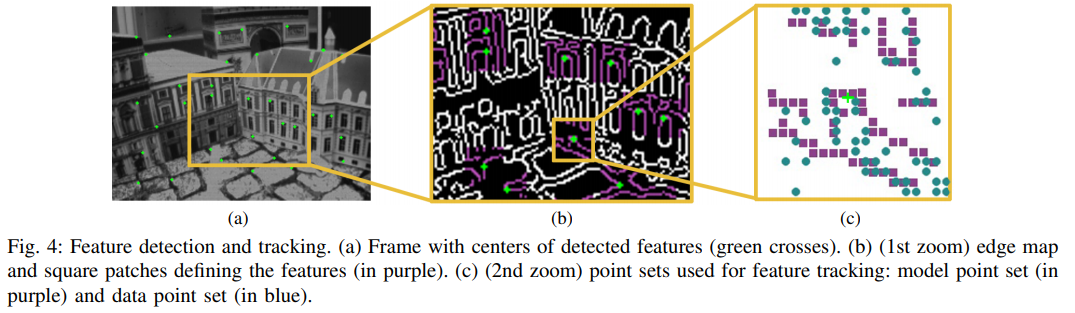 (a)
(b)
(c)
Fig. 4: Feature detection and tracking. (a) Frame with centers of detected features (green crosses). (b) (1st zoom) edge map
and square patches defining the features (in purple). (c) (2nd zoom) point sets used for feature tracking: model point set (in
purple) and data point set (in blue).